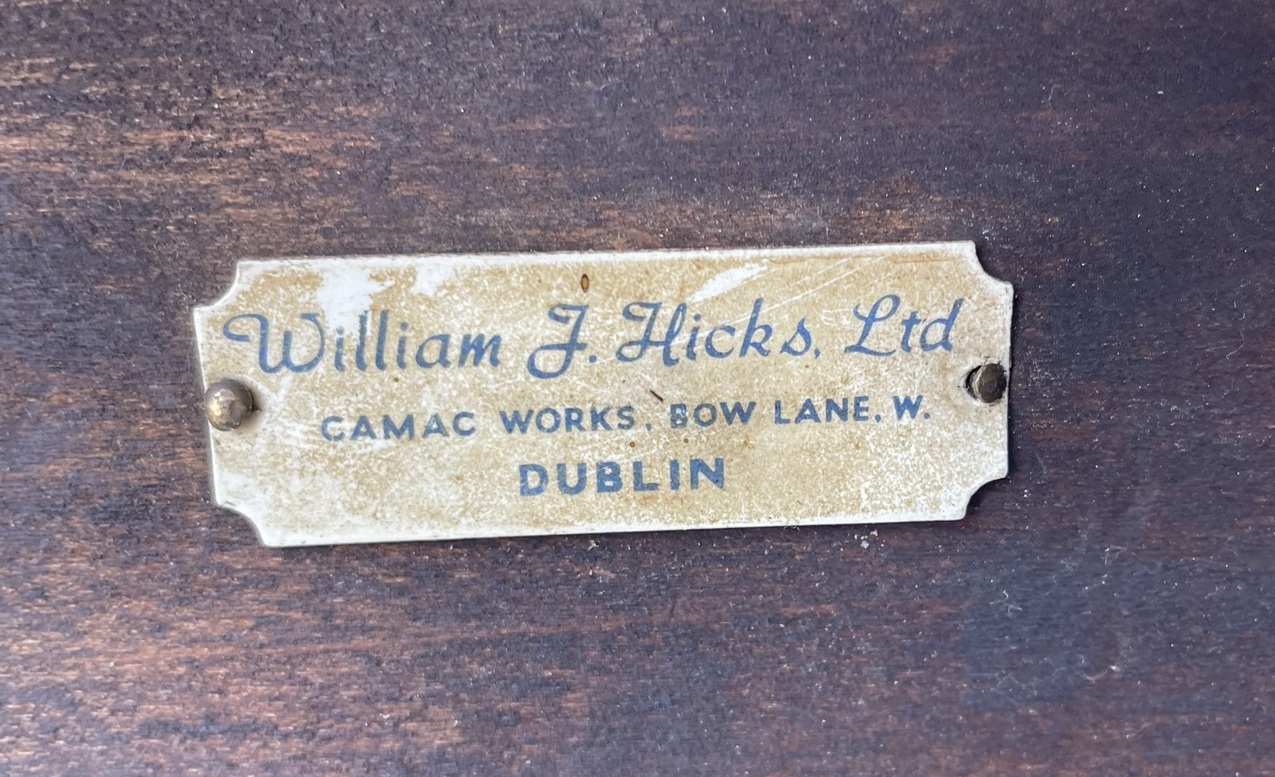 William J. Hicks, Ltd
CAMAC WORKS, BOW LANE, W.
DUBLIN